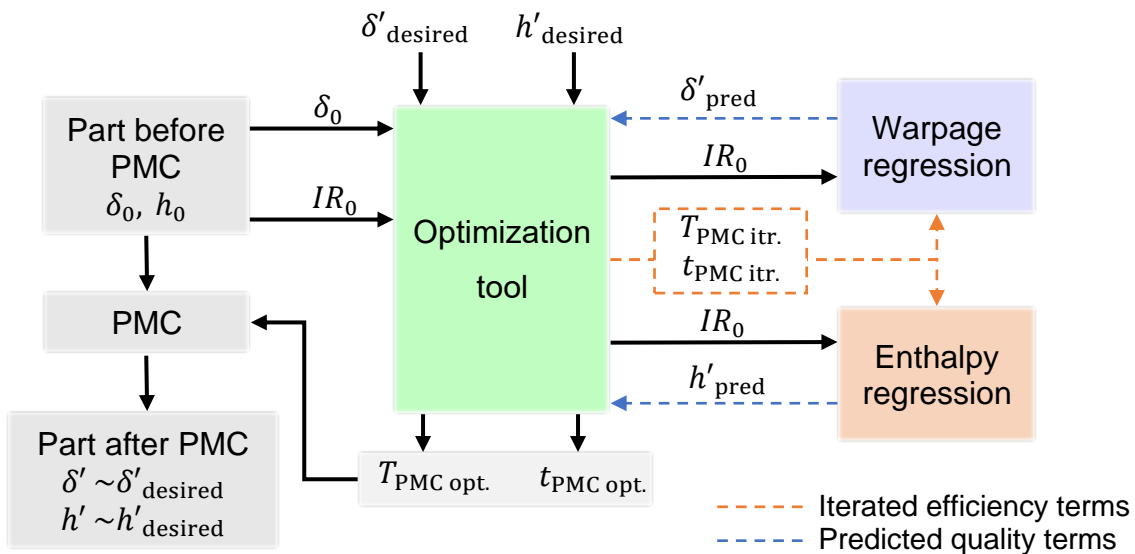 δ′desired
h′desired
Part before
PMC
δ₀, h₀
δ₀
IR₀
Optimization
tool
δ′pred
IR₀
Warpage
regression
TPMC itr.
tPMC itr.
IR₀
h′pred
Enthalpy
regression
PMC
Part after PMC
δ′ ~δ′desired
h′ ~h′desired
TPMC opt.
tPMC opt.
Iterated efficiency terms
Predicted quality terms